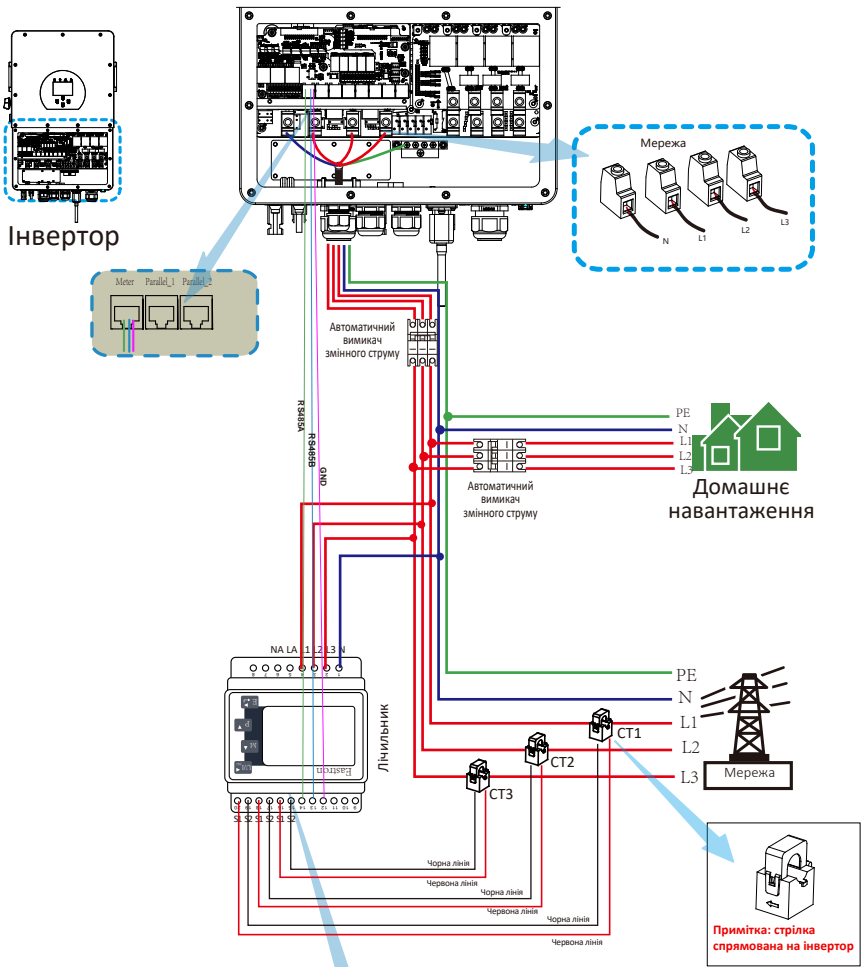 Інвертор
Meter Parallel_1 Parallel_2
Мережа
N
L1
L2
L3
Автоматичний
вимикач
змінного струму
RS485A
RS485B
GND
PE
N
L1
L2
L3
Автоматичний
вимикач
змінного струму
Домашнє
навантаження
NA LA L1 L2 L3 N
Eastron
Лічильник
S1 S2 S1 S2 S1 S2
PE
N
L1
L2
L3
CT1
CT2
CT3
Мережа
Чорна лінія
Червона лінія
Чорна лінія
Червона лінія
Чорна лінія
Червона лінія
Примітка: стрілка
спрямована на інвертор